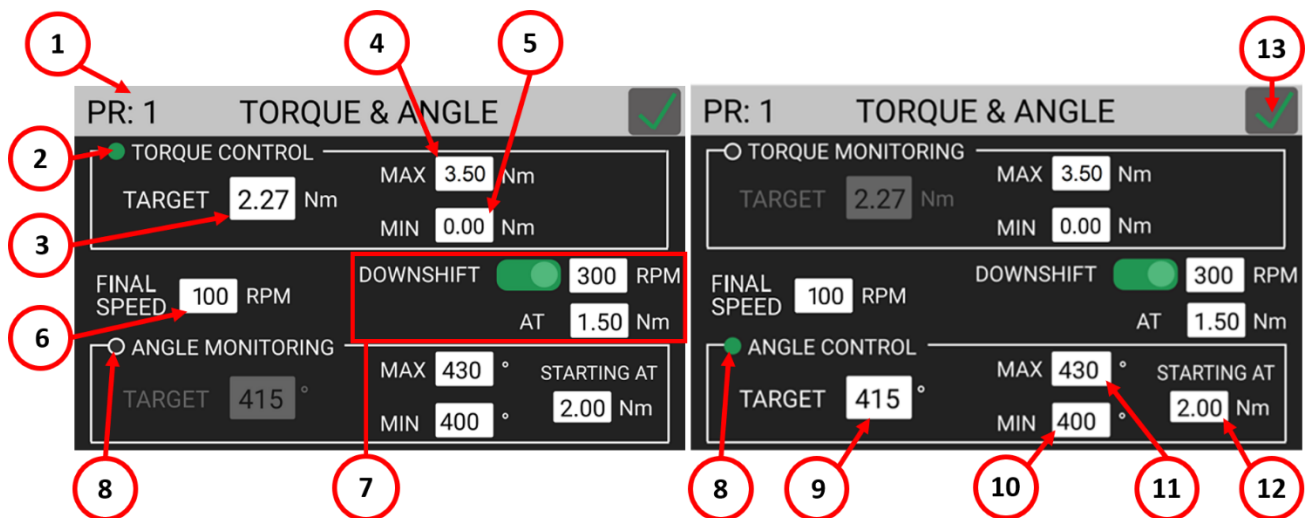 1
4
5
13
PR: 1 TORQUE & ANGLE
2
TORQUE CONTROL
MAX 3.50 Nm
TARGET 2.27 Nm
MIN 0.00 Nm
3
DOWNSHIFT 300 RPM
FINAL
SPEED 100 RPM
AT 1.50 Nm
6
ANGLE MONITORING
MAX 430 °
STARTING AT
TARGET 415 °
2.00 Nm
MIN 400 °
8
7
PR: 1 TORQUE & ANGLE
TORQUE MONITORING
MAX 3.50 Nm
TARGET 2.27 Nm
MIN 0.00 Nm
DOWNSHIFT 300 RPM
FINAL
SPEED 100 RPM
AT 1.50 Nm
ANGLE CONTROL
MAX 430 °
STARTING AT
TARGET 415 °
2.00 Nm
MIN 400 °
8
9
10
11
12